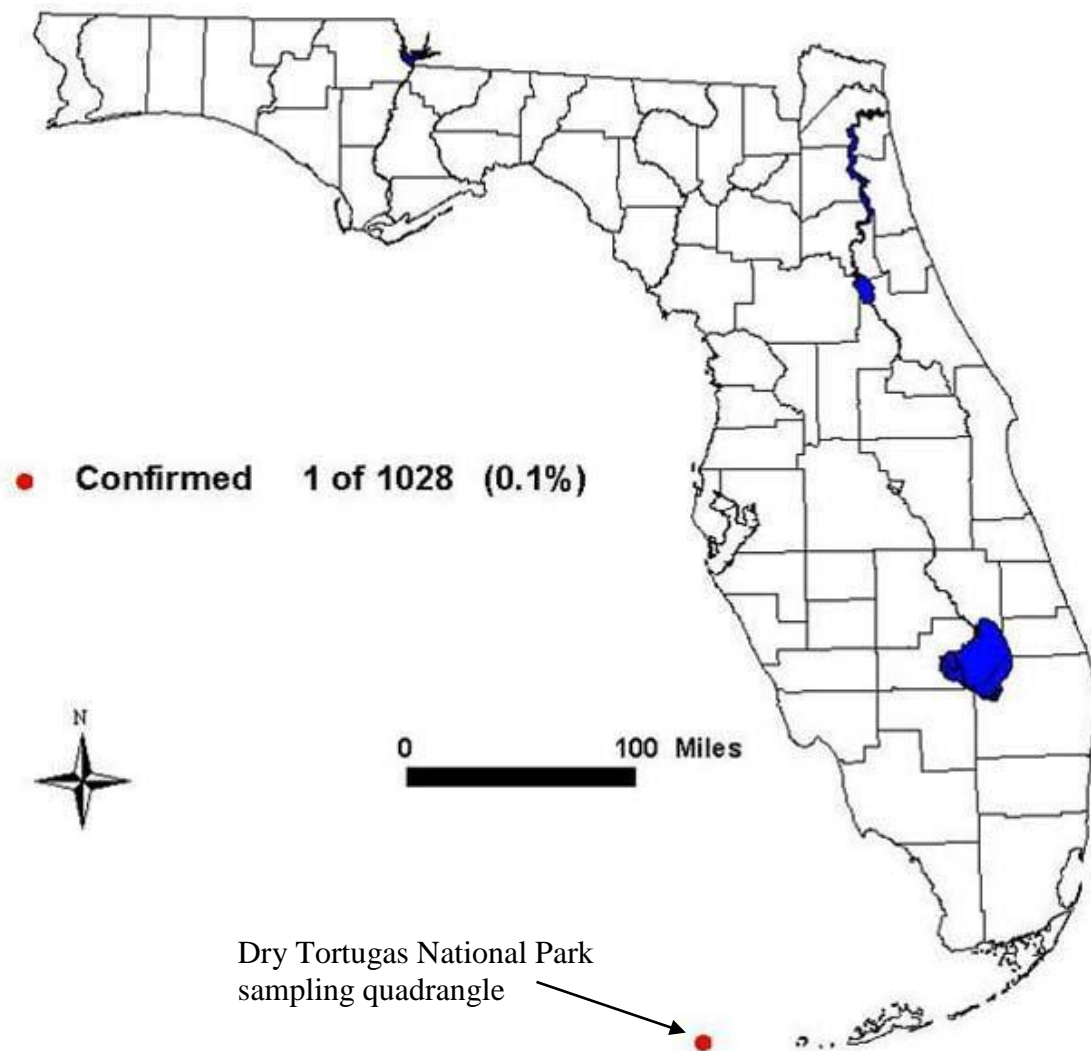 Confirmed 1 of 1028 (0.1%)
N
0 100 Miles
Dry Tortugas National Park
sampling quadrangle